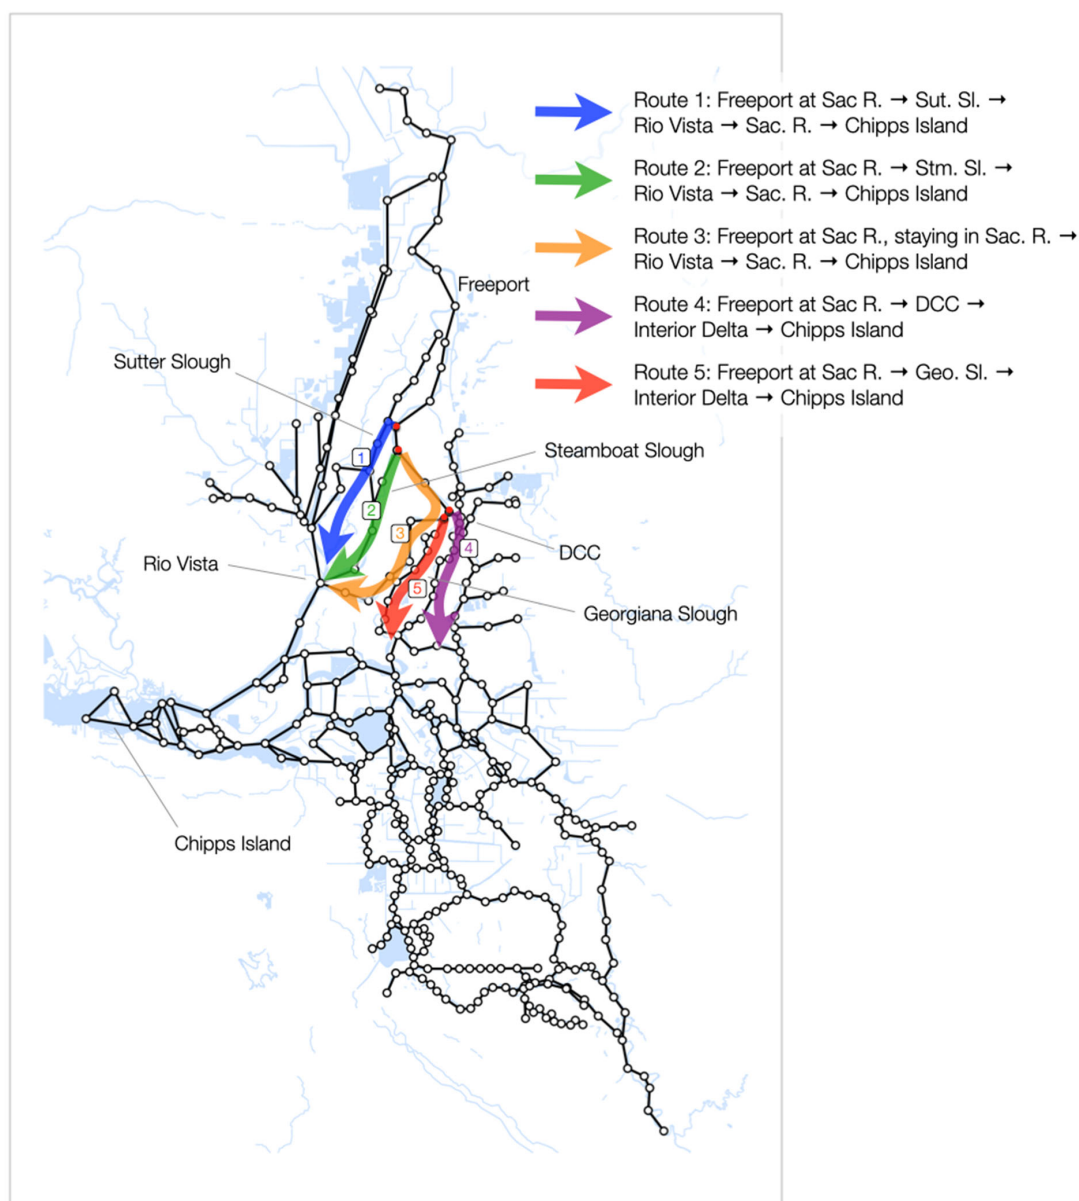 Route 1: Freeport at Sac R. → Sut. Sl. →
Rio Vista → Sac. R. → Chipps Island
Route 2: Freeport at Sac R. → Stm. Sl. →
Rio Vista → Sac. R. → Chipps Island
Route 3: Freeport at Sac R., staying in Sac. R. →
Rio Vista → Sac. R. → Chipps Island
Freeport
Route 4: Freeport at Sac R. → DCC →
Interior Delta → Chipps Island
Sutter Slough
Route 5: Freeport at Sac R. → Geo. Sl. →
Interior Delta → Chipps Island
Steamboat Slough
1
2
3
4
DCC
Rio Vista
5
Georgiana Slough
Chipps Island